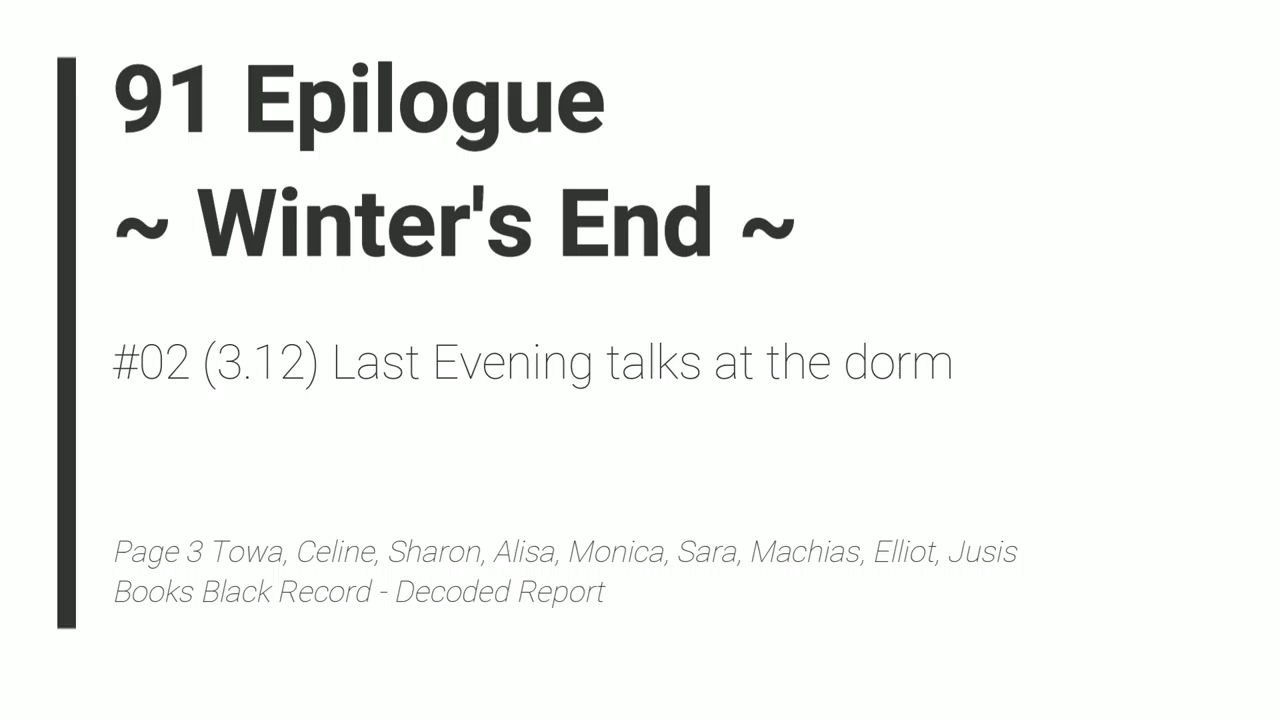 91 Epilogue
~ Winter's End ~
#02 (3.12) Last Evening talks at the dorm
Page 3 Towa, Celine, Sharon, Alisa, Monica, Sara, Machias, Elliot, Jusis
Books Black Record - Decoded Report